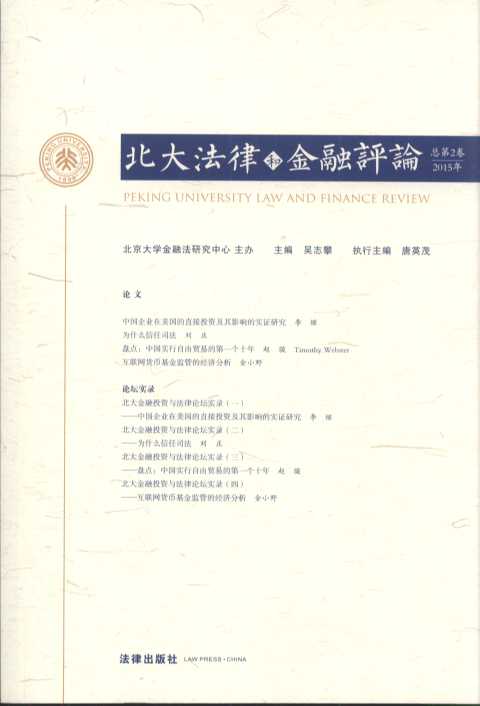 PEKING UNIVERSITY
1898
北大法律和金融評論
总第2卷
2015年
PEKING UNIVERSITY LAW AND FINANCE REVIEW
北京大学金融法研究中心 主办 主编 吴志攀 执行主编 唐英茂
论 文
中国企业在美国的直接投资及其影响的实证研究 李
为什么信任司法 刘 庄
盘点：中国实行自由贸易的第一个十年 赵 骏 Timothy Webster
互联网货币基金监管的经济分析 金小野
论坛实录
北大金融投资与法律论坛实录（一）
——中国企业在美国的直接投资及其影响的实证研究 李
北大金融投资与法律论坛实录（二）
——为什么信任司法 刘 庄
北大金融投资与法律论坛实录（三）
——盘点：中国实行自由贸易的第一个十年 赵 骏
北大金融投资与法律论坛实录（四）
——互联网货币基金监管的经济分析 金小野
法律出版社 LAW PRESS·CHINA